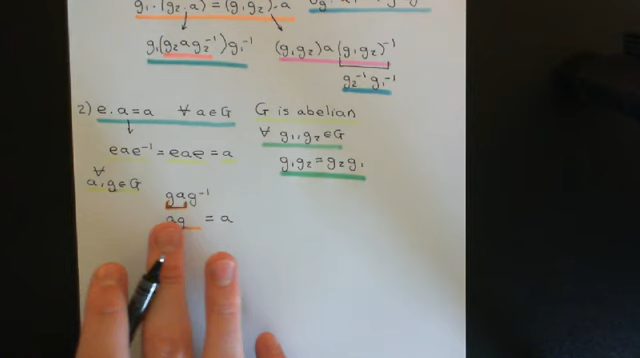 g₁·(g₂·a) = (g₁g₂)·a
g₁(g₂ag₂⁻¹)g₁⁻¹ (g₁g₂)a(g₁g₂)⁻¹
g₂⁻¹g₁⁻¹
2) e.a=a ∀ a∈G
eae⁻¹=eae=a
∀
a,g∈G
gag⁻¹
ag = a
G is abelian
∀ g₁,g₂∈G
g₁g₂=g₂g₁